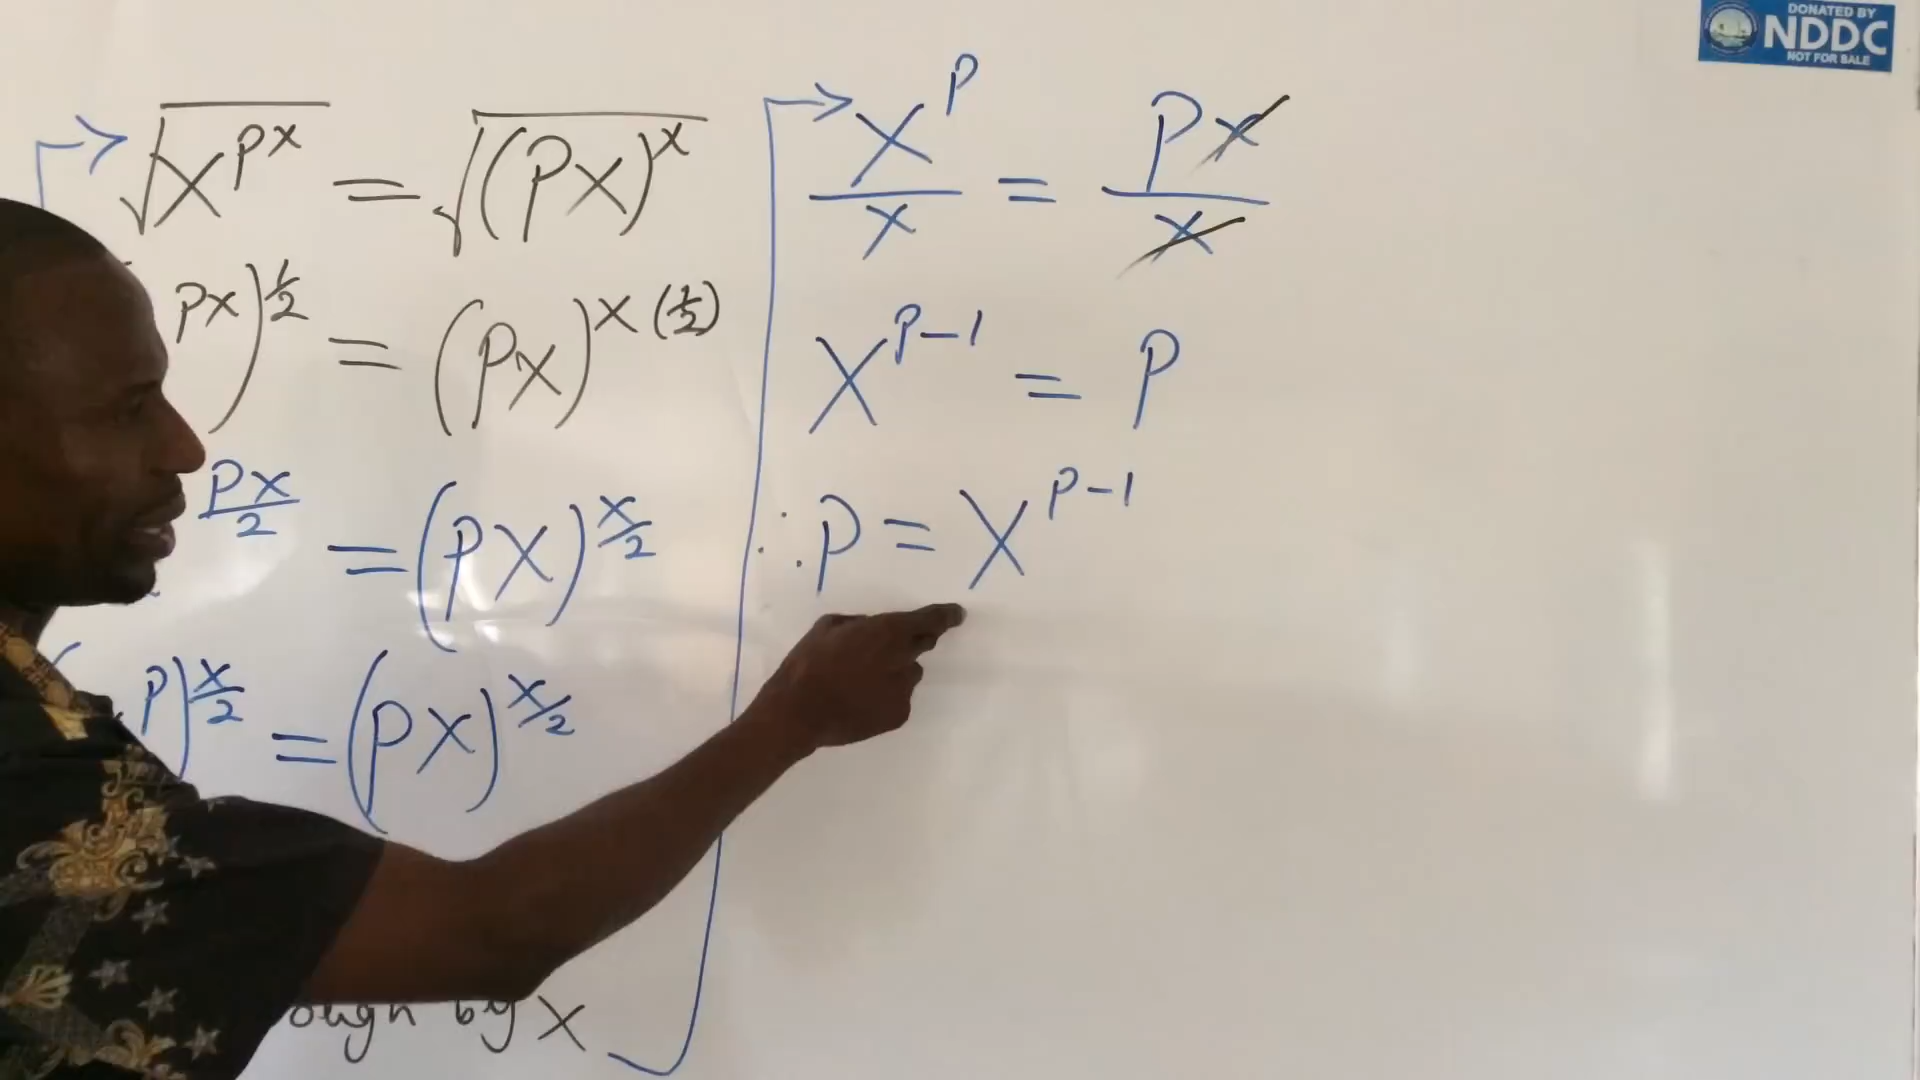 √x^px = √(px)^x
px)^½ = (px)^x(½)
px/2 = (px)^x/2
p)^x/2 = (px)^x/2
ough by x
x^p/x = px/x
x^p-1 = p
∴ p = x^p-1
DONATED BY
NDDC
NOT FOR SALE